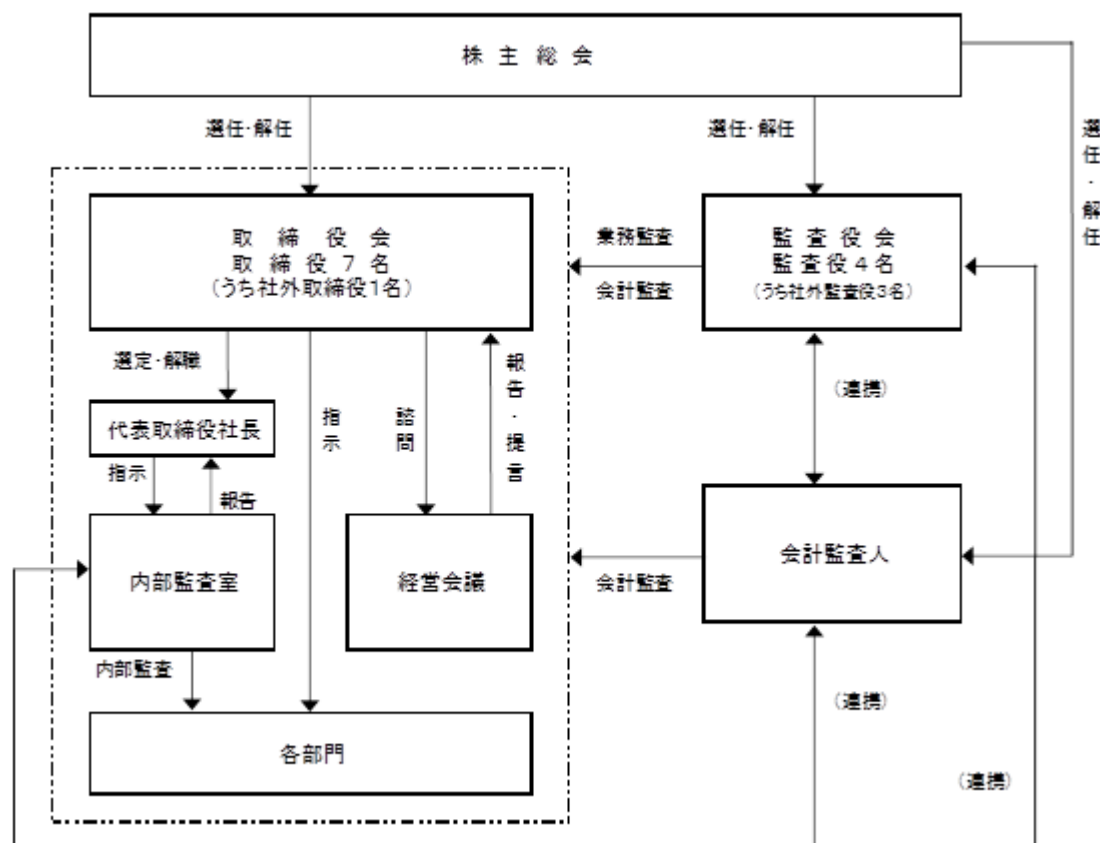 株主総会
選任・解任
選任・解任
選任・解任
取締役会
取締役7名
(うち社外取締役1名)
業務監査
会計監査
監査役会
監査役4名
(うち社外監査役3名)
選定・解職
指示
諮問
報告・提言
(連携)
代表取締役社長
指示
報告
内部監査室
経営会議
会計監査
会計監査人
内部監査
(連携)
各部門
(連携)